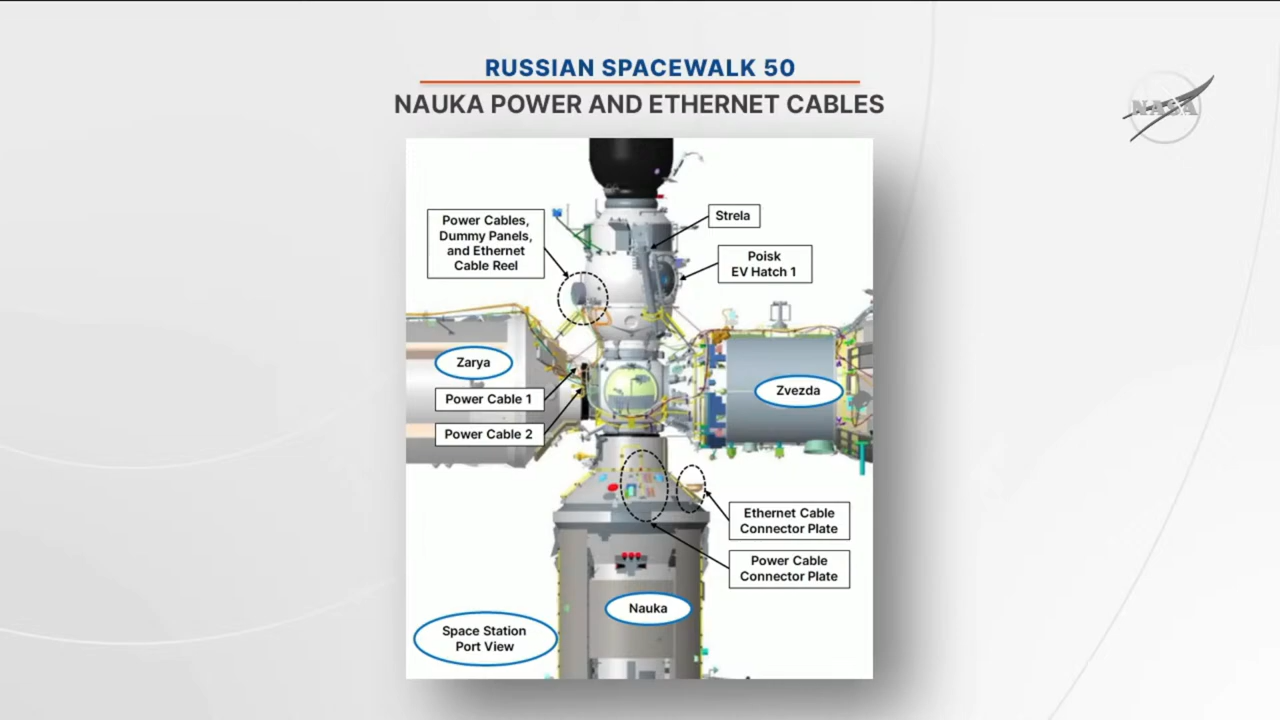 RUSSIAN SPACEWALK 50
NAUKA POWER AND ETHERNET CABLES
NASA
Power Cables,
Dummy Panels,
and Ethernet
Cable Reel
Strela
Poisk
EV Hatch 1
Zarya
Power Cable 1
Power Cable 2
Zvezda
Ethernet Cable
Connector Plate
Power Cable
Connector Plate
Nauka
Space Station
Port View